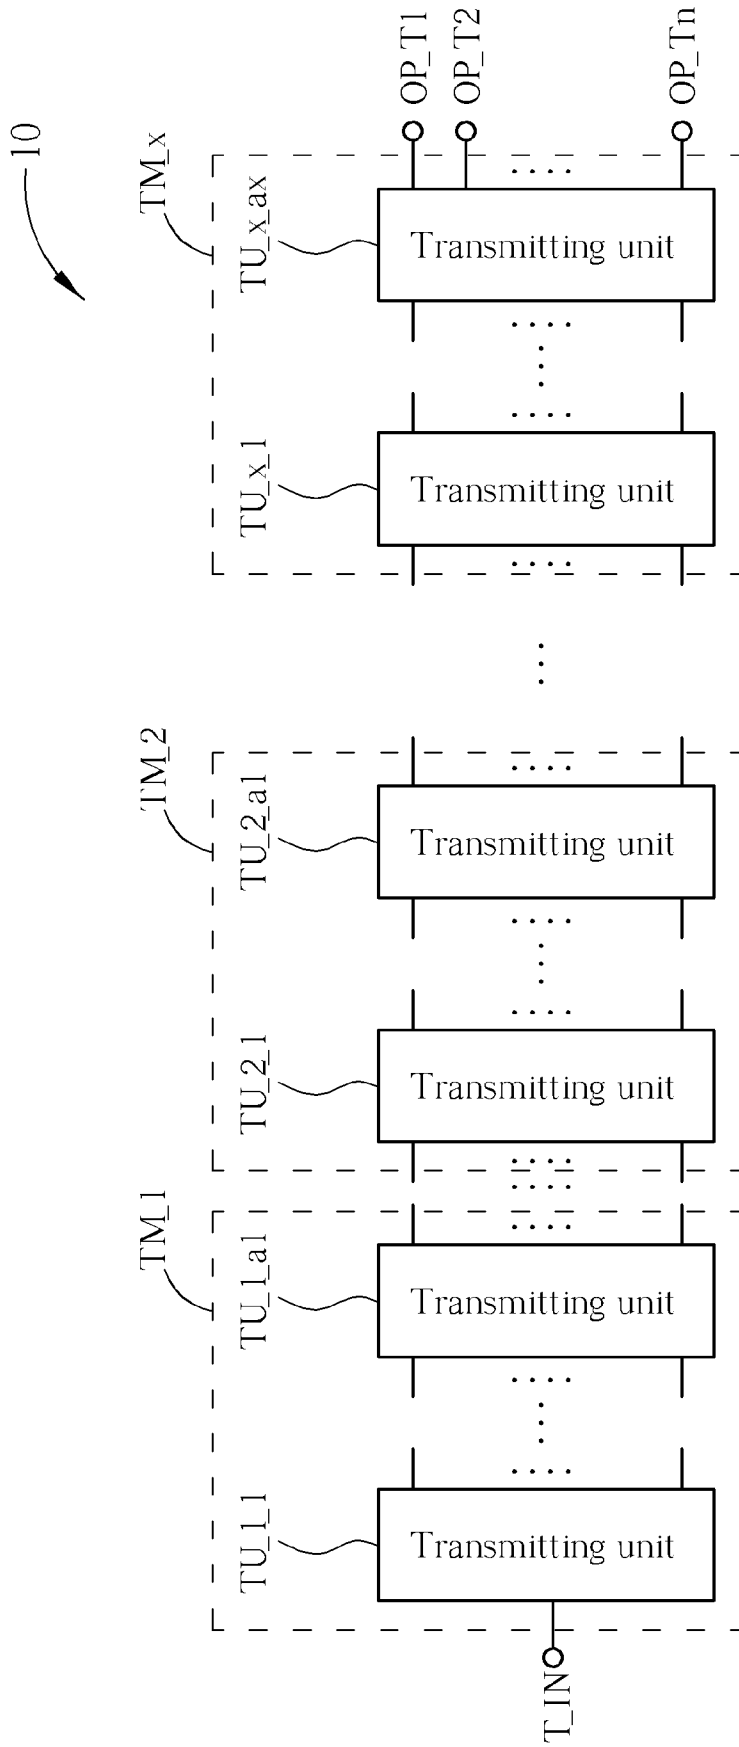 10
TM_x
TU_x_ax
Transmitting unit
OP_T1
OP_T2
OP_Tn
TU_x_1
Transmitting unit
TM_2
TU_2_a1
Transmitting unit
TU_2_1
Transmitting unit
TM_1
TU_1_a1
Transmitting unit
TU_1_1
Transmitting unit
T_IN